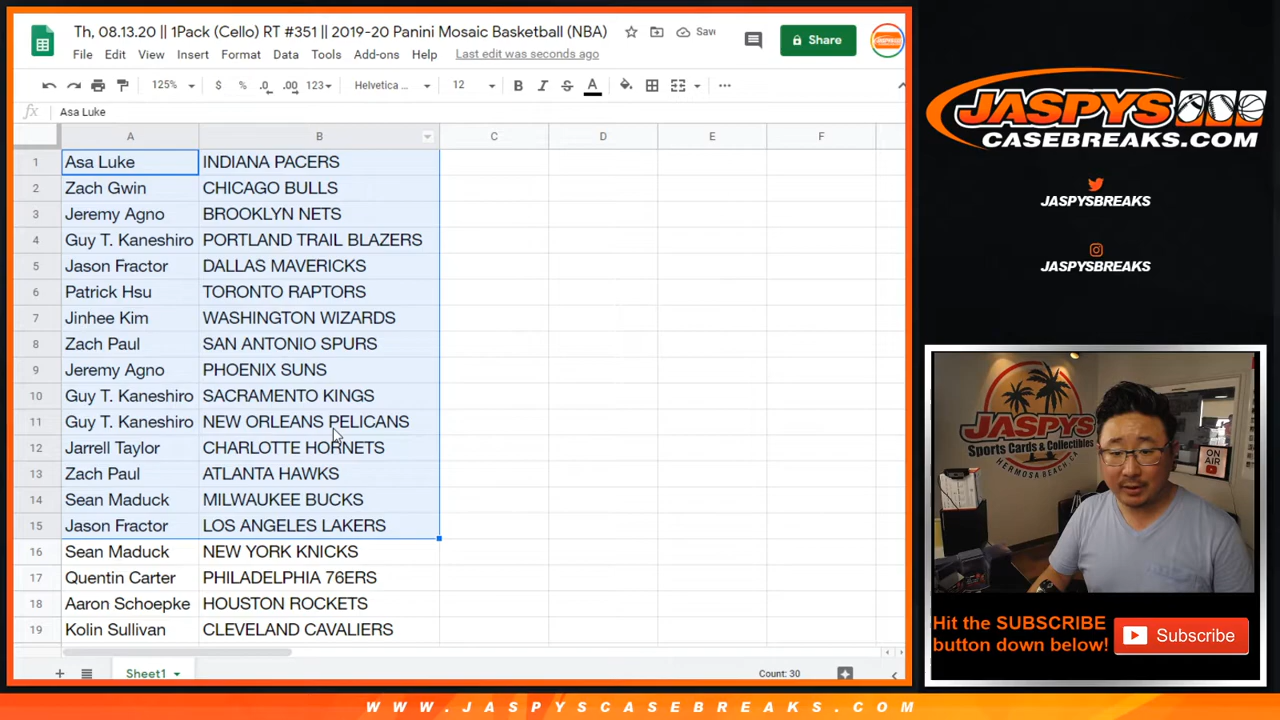 Th, 08.13.20 || 1Pack (Cello) RT #351 || 2019-20 Panini Mosaic Basketball (NBA)
File Edit View Insert Format Data Tools Add-ons Help Last edit was seconds ago
Share
125% $ % .0 .00 123 Helvetica ... 12 B I S A
fx Asa Luke
A B C D E F
1 Asa Luke INDIANA PACERS
2 Zach Gwin CHICAGO BULLS
3 Jeremy Agno BROOKLYN NETS
4 Guy T. Kaneshiro PORTLAND TRAIL BLAZERS
5 Jason Fractor DALLAS MAVERICKS
6 Patrick Hsu TORONTO RAPTORS
7 Jinhee Kim WASHINGTON WIZARDS
8 Zach Paul SAN ANTONIO SPURS
9 Jeremy Agno PHOENIX SUNS
10 Guy T. Kaneshiro SACRAMENTO KINGS
11 Guy T. Kaneshiro NEW ORLEANS PELICANS
12 Jarrell Taylor CHARLOTTE HORNETS
13 Zach Paul ATLANTA HAWKS
14 Sean Maduck MILWAUKEE BUCKS
15 Jason Fractor LOS ANGELES LAKERS
16 Sean Maduck NEW YORK KNICKS
17 Quentin Carter PHILADELPHIA 76ERS
18 Aaron Schoepke HOUSTON ROCKETS
19 Kolin Sullivan CLEVELAND CAVALIERS
Sheet1
Count: 30
JASPYS
CASEBREAKS.COM
JASPYSBREAKS
JASPYSBREAKS
JASPYS
Sports Cards & Collectibles
HERMOSA BEACH, CA
ON AIR
Hit the SUBSCRIBE
button down below!
Subscribe
WWW.JASPYSCASEBREAKS.COM